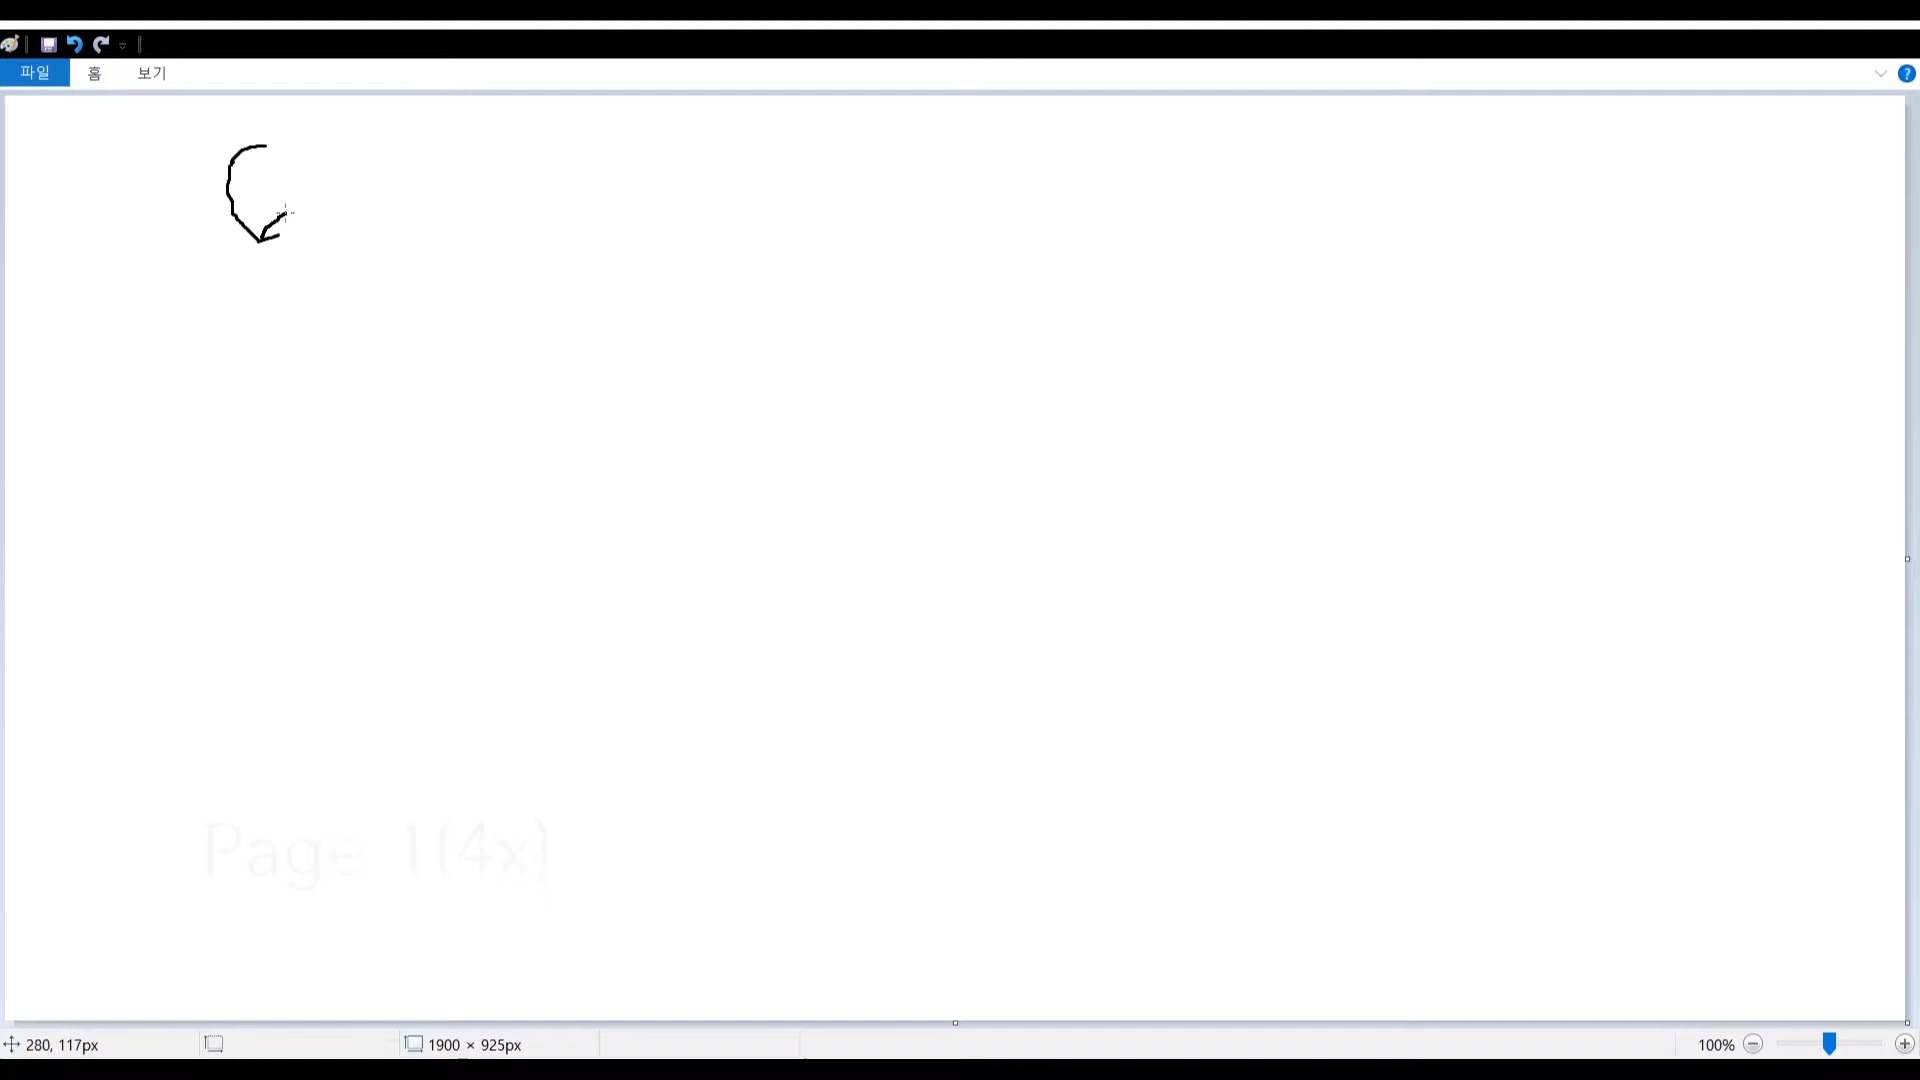 파일 홈 보기
Page 1(4x)
280, 117px 1900 × 925px 100%